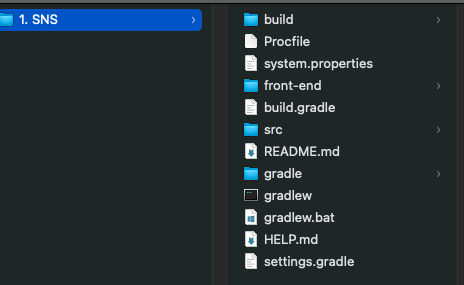 1. SNS
build
Procfile
system.properties
front-end
build.gradle
src
README.md
gradle
gradlew
gradlew.bat
HELP.md
settings.gradle